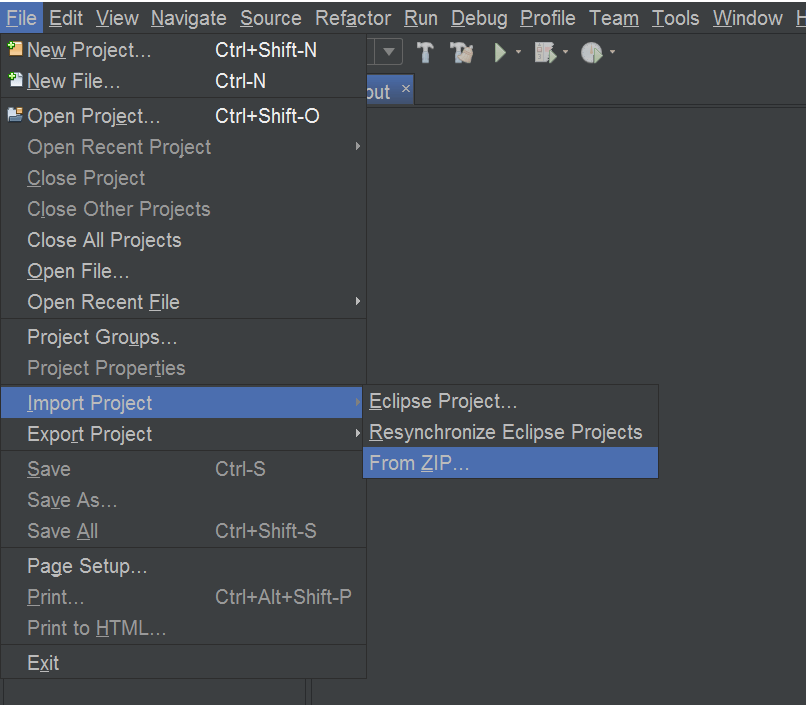 File Edit View Navigate Source Refactor Run Debug Profile Team Tools Window
New Project... Ctrl+Shift-N
New File... Ctrl-N
Open Project... Ctrl+Shift-O
Open Recent Project
Close Project
Close Other Projects
Close All Projects
Open File...
Open Recent File
Project Groups...
Project Properties
Import Project
Export Project
Save Ctrl-S
Save As...
Save All Ctrl+Shift-S
Page Setup...
Print... Ctrl+Alt+Shift-P
Print to HTML...
Exit
Eclipse Project...
Resynchronize Eclipse Projects
From ZIP...